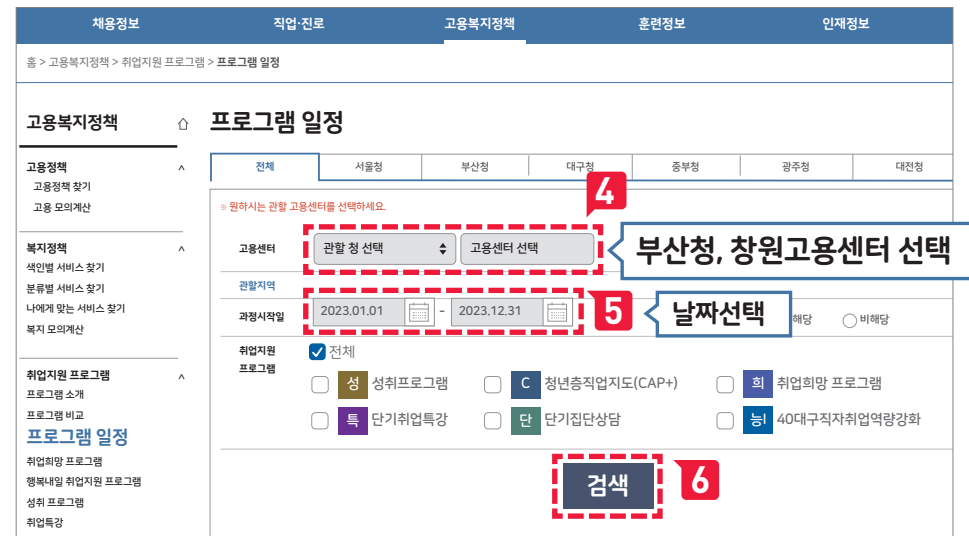 채용정보 직업·진로 고용복지정책 훈련정보 인재정보
홈 > 고용복지정책 > 취업지원 프로그램 > 프로그램 일정
고용복지정책
고용정책
고용정책 찾기
고용 모의계산
복지정책
색인별 서비스 찾기
분류별 서비스 찾기
나에게 맞는 서비스 찾기
복지 모의계산
취업지원 프로그램
프로그램 소개
프로그램 비교
프로그램 일정
취업희망 프로그램
행복내일 취업지원 프로그램
성취 프로그램
취업특강
프로그램 일정
전체 서울청 부산청 대구청 중부청 광주청 대전청
※ 원하시는 관할 고용센터를 선택하세요.
4
고용센터 관할 청 선택 고용센터 선택
부산청, 창원고용센터 선택
관할지역
과정시작일 2023.01.01 - 2023.12.31
5
날짜선택
해당 비해당
취업지원 프로그램
전체
성 성취프로그램 C 청년층직업지도(CAP+) 희 취업희망 프로그램
특 단기취업특강 단 단기집단상담 능I 40대구직자취업역량강화
검색
6